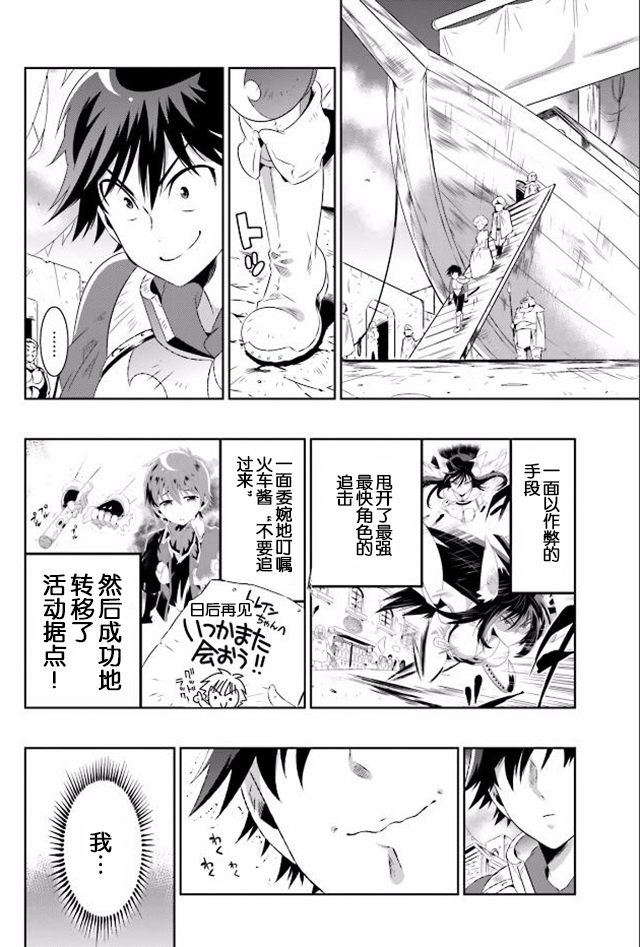 トッ
……
一面以作弊的
手段
甩开了最强
最快角色的
追击
一面委婉地叮嘱
火车酱“不要追
过来”
トレイン
ちゃんへ
日后再见
いつかまた
会おう!!
然后成功地
转移了
活动据点！
わく
わく
我…